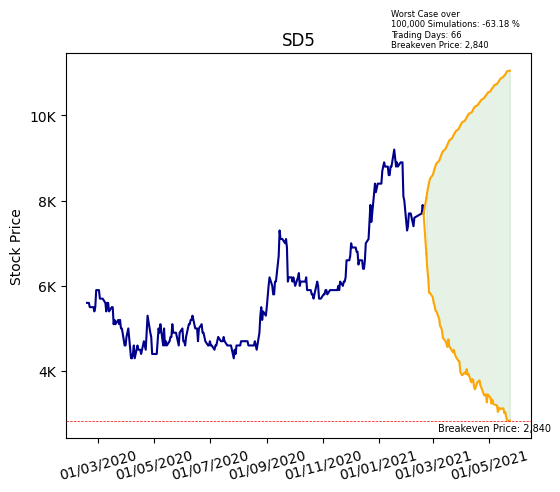 Worst Case over
100,000 Simulations: -63.18 %
Trading Days: 66
Breakeven Price: 2,840
SD5
Stock Price
10K
8K
6K
4K
Breakeven Price: 2,840
01/03/2020 01/05/2020 01/07/2020 01/09/2020 01/11/2020 01/01/2021 01/03/2021 01/05/2021